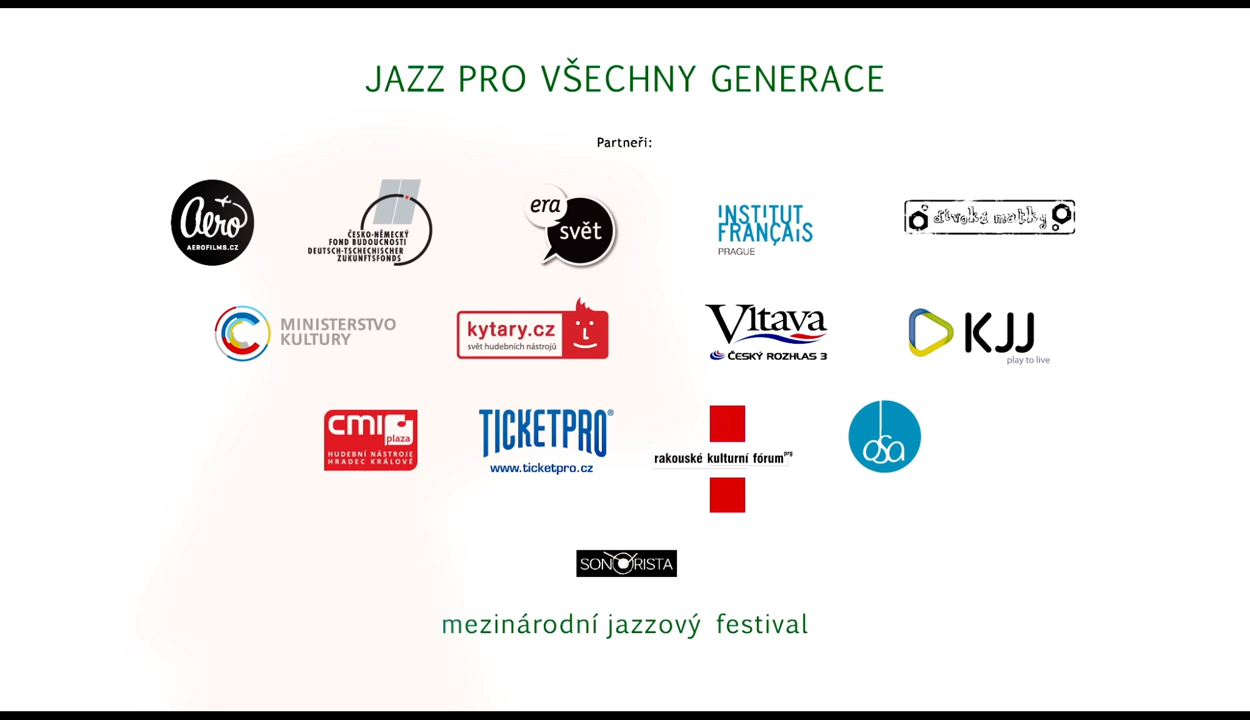 JAZZ PRO VŠECHNY GENERACE
Partneři:
Aero
AEROFILMS.CZ
ČESKO-NĚMECKÝ
FOND BUDOUCNOSTI
DEUTSCH-TSCHECHISCHER
ZUKUNFTSFONDS
era
svět
INSTITUT
FRANÇAIS
PRAGUE
divoké matky
MINISTERSTVO
KULTURY
kytary.cz
svět hudebních nástrojů
Vltava
ČESKÝ ROZHLAS 3
KJJ
play to live
cmi
plaza
HUDEBNÍ NÁSTROJE
HRADEC KRÁLOVÉ
TICKETPRO®
www.ticketpro.cz
rakouské kulturní fórum prg
osa
SONORISTA
mezinárodní jazzový festival